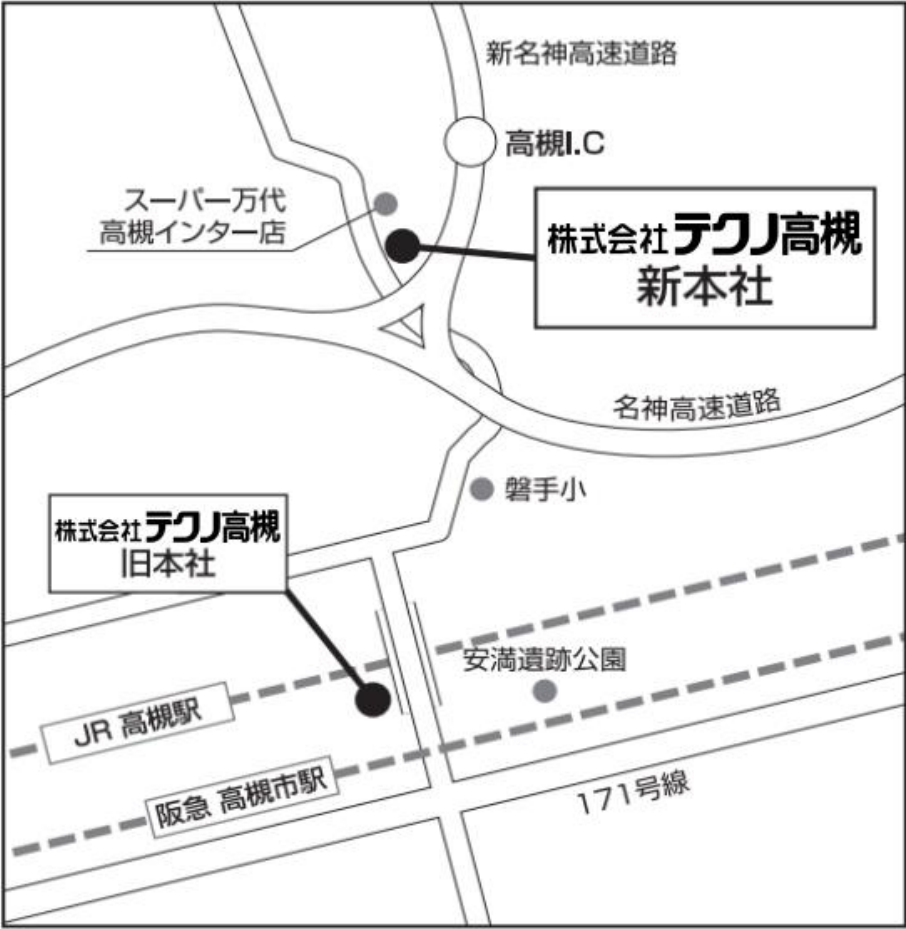 新名神高速道路
高槻I.C
スーパー万代
高槻インター店
株式会社テクノ高槻
新本社
名神高速道路
磐手小
株式会社テクノ高槻
旧本社
安満遺跡公園
JR 高槻駅
阪急 高槻市駅
171号線